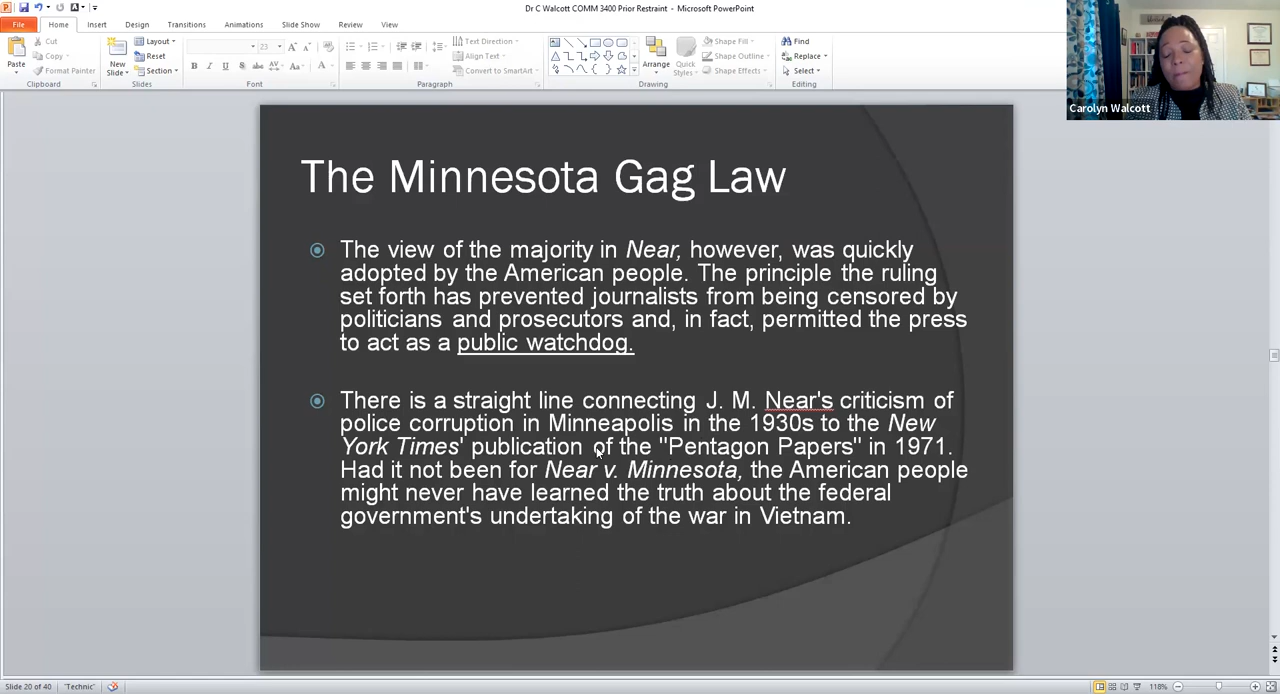 Dr C Walcott COMM 3400 Prior Restraint - Microsoft PowerPoint
File Home Insert Design Transitions Animations Slide Show Review View
Paste
Cut
Copy
Format Painter
Clipboard
New
Slide
Layout
Reset
Section
Slides
23
B I U S abc AV Aa A
Font
Paragraph
Text Direction
Align Text
Convert to SmartArt
Arrange
Quick
Styles
Shape Fill
Shape Outline
Shape Effects
Drawing
Find
Replace
Select
Editing
Carolyn Walcott
The Minnesota Gag Law
The view of the majority in Near, however, was quickly
adopted by the American people. The principle the ruling
set forth has prevented journalists from being censored by
politicians and prosecutors and, in fact, permitted the press
to act as a public watchdog.
There is a straight line connecting J. M. Near's criticism of
police corruption in Minneapolis in the 1930s to the New
York Times' publication of the "Pentagon Papers" in 1971.
Had it not been for Near v. Minnesota, the American people
might never have learned the truth about the federal
government's undertaking of the war in Vietnam.
Slide 20 of 40 "Technic" 118%